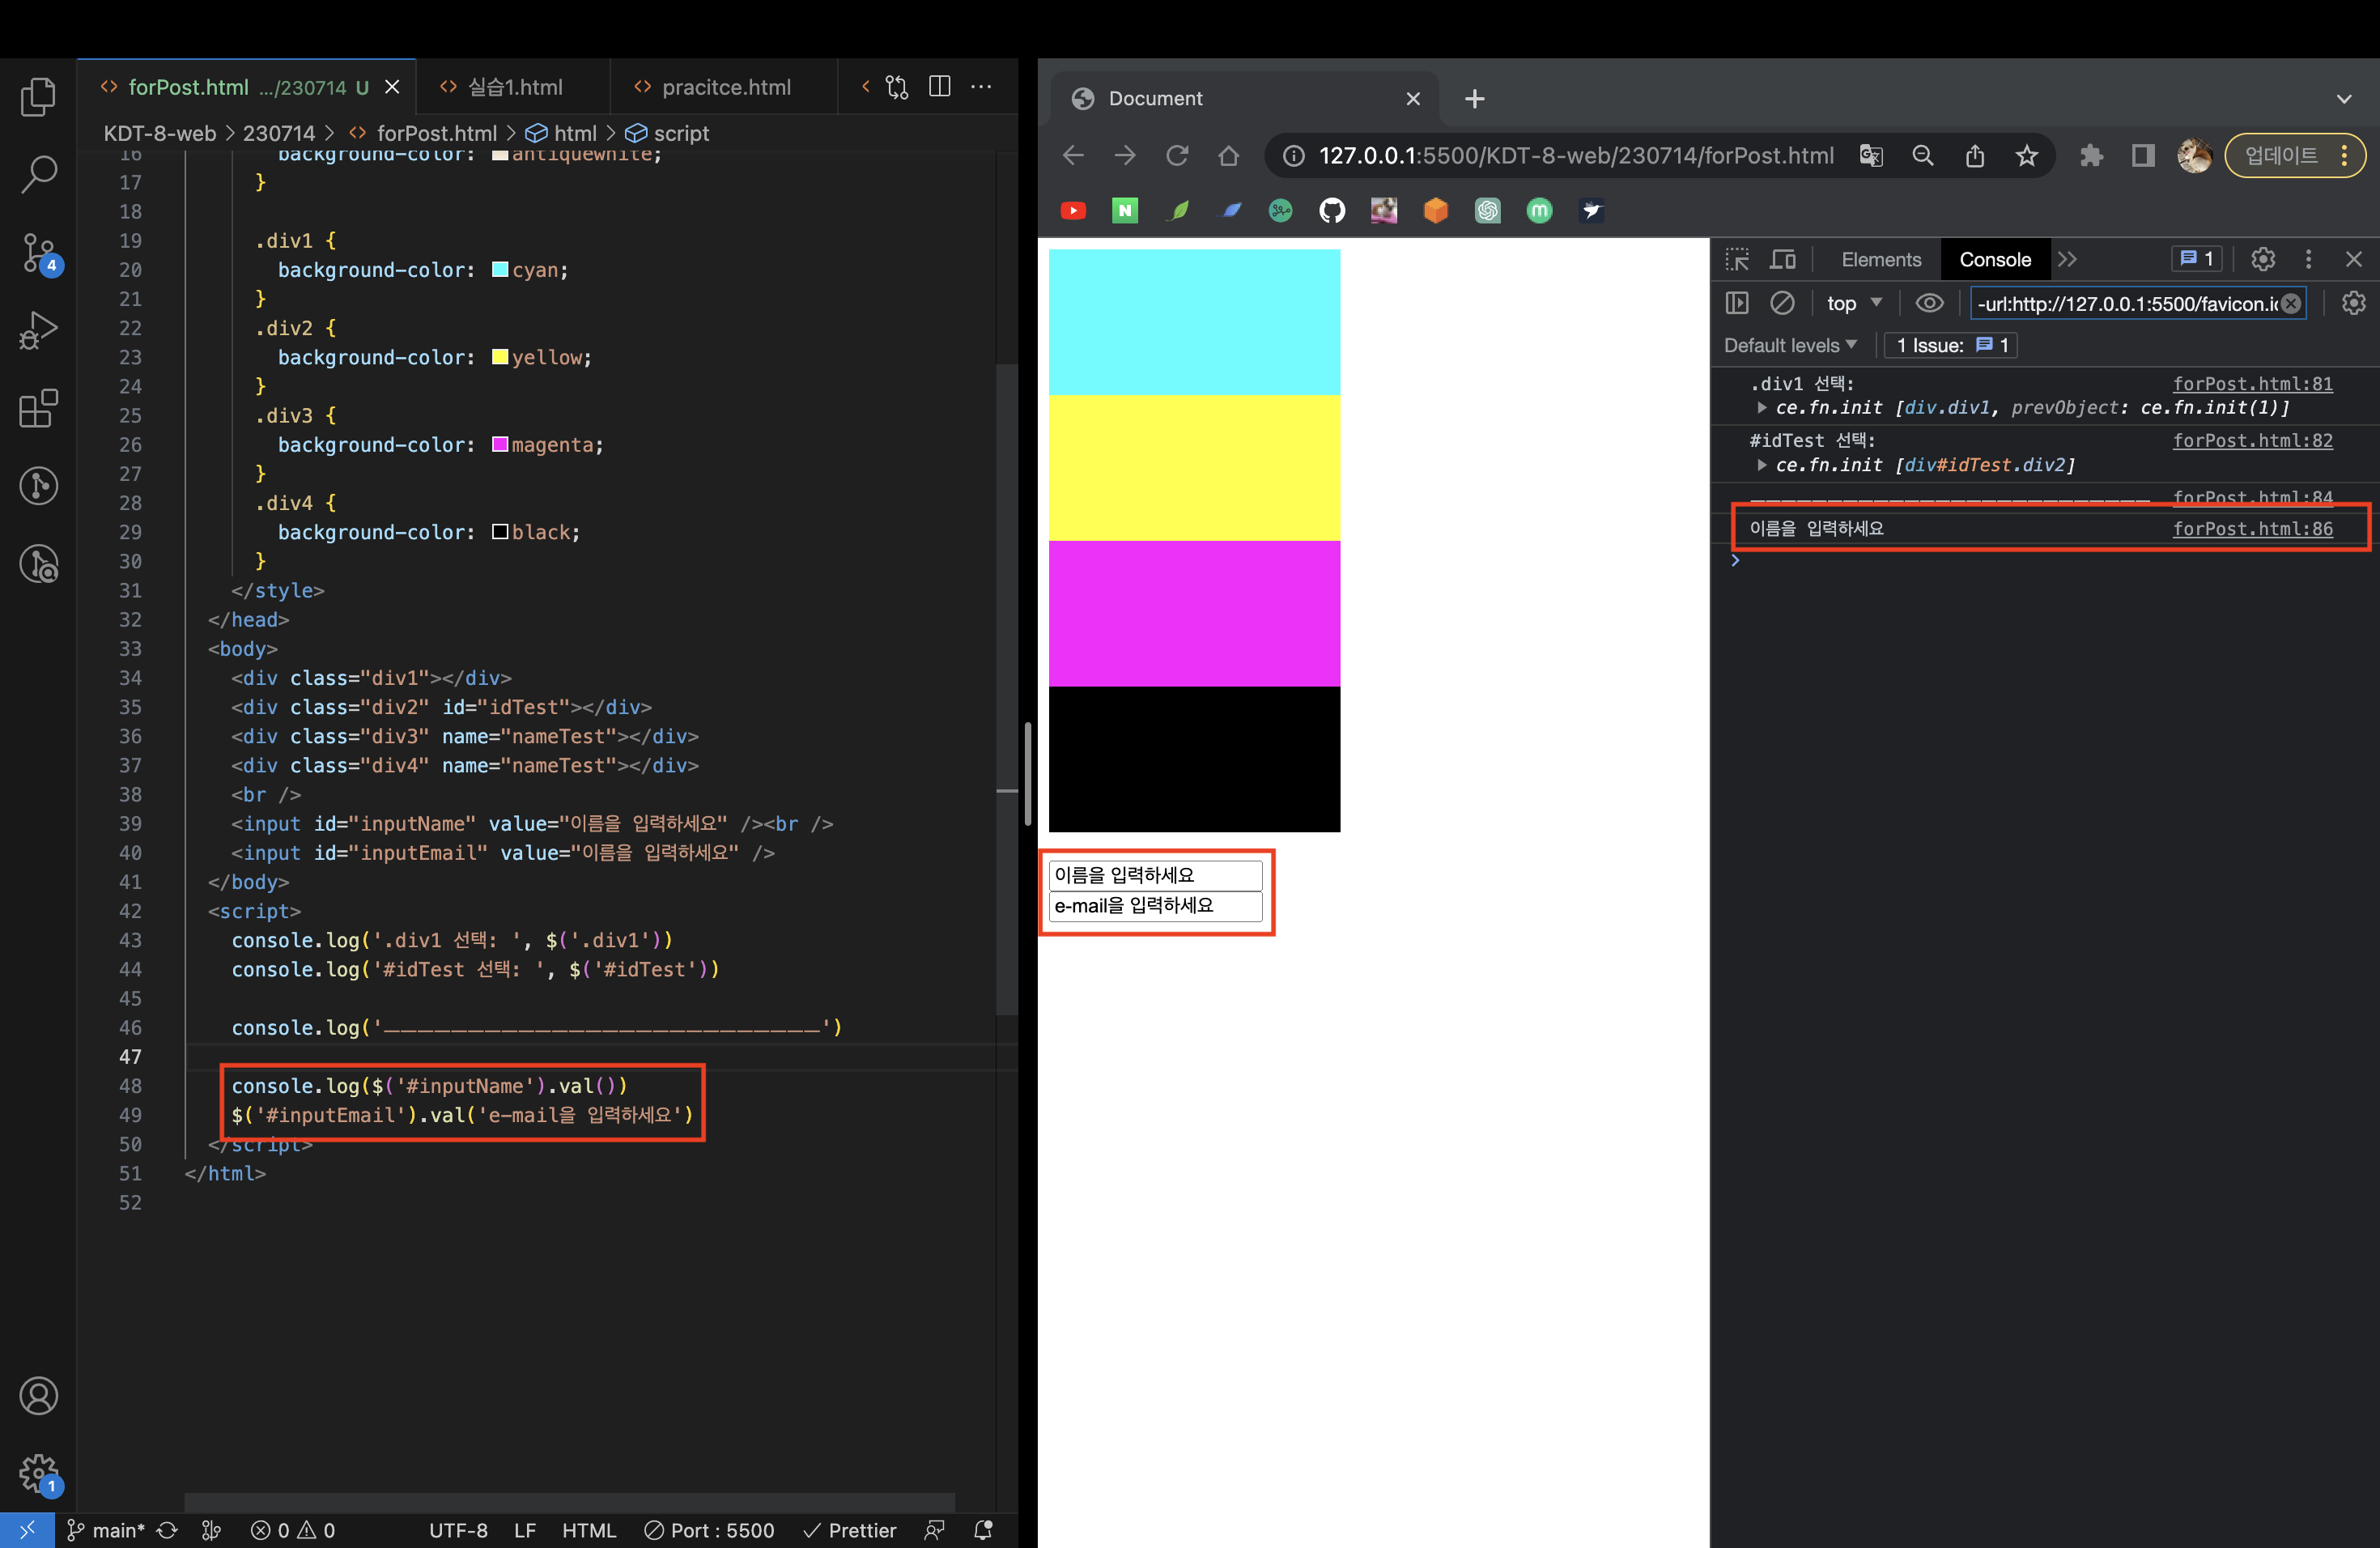 forPost.html .../230714 U
실습1.html
pracitce.html
KDT-8-web > 230714 > forPost.html > html > script
16 background-color: antiquewhite;
17 }
18
19 .div1 {
20 background-color: cyan;
21 }
22 .div2 {
23 background-color: yellow;
24 }
25 .div3 {
26 background-color: magenta;
27 }
28 .div4 {
29 background-color: black;
30 }
31 </style>
32 </head>
33 <body>
34 <div class="div1"></div>
35 <div class="div2" id="idTest"></div>
36 <div class="div3" name="nameTest"></div>
37 <div class="div4" name="nameTest"></div>
38 <br />
39 <input id="inputName" value="이름을 입력하세요" /><br />
40 <input id="inputEmail" value="이름을 입력하세요" />
41 </body>
42 <script>
43 console.log('.div1 선택: ', $('.div1'))
44 console.log('#idTest 선택: ', $('#idTest'))
45
46 console.log('__________________________')
47
48 console.log($('#inputName').val())
49 $('#inputEmail').val('e-mail을 입력하세요')
50 </script>
51 </html>
52
4
1
main* 0 0 UTF-8 LF HTML Port : 5500 Prettier
Document
127.0.0.1:5500/KDT-8-web/230714/forPost.html
업데이트
N
m
이름을 입력하세요
e-mail을 입력하세요
Elements Console 1
top -url:http://127.0.0.1:5500/favicon.ic
Default levels 1 Issue: 1
.div1 선택: forPost.html:81
ce.fn.init [div.div1, prevObject: ce.fn.init(1)]
#idTest 선택: forPost.html:82
ce.fn.init [div#idTest.div2]
__________________________ forPost.html:84
이름을 입력하세요 forPost.html:86